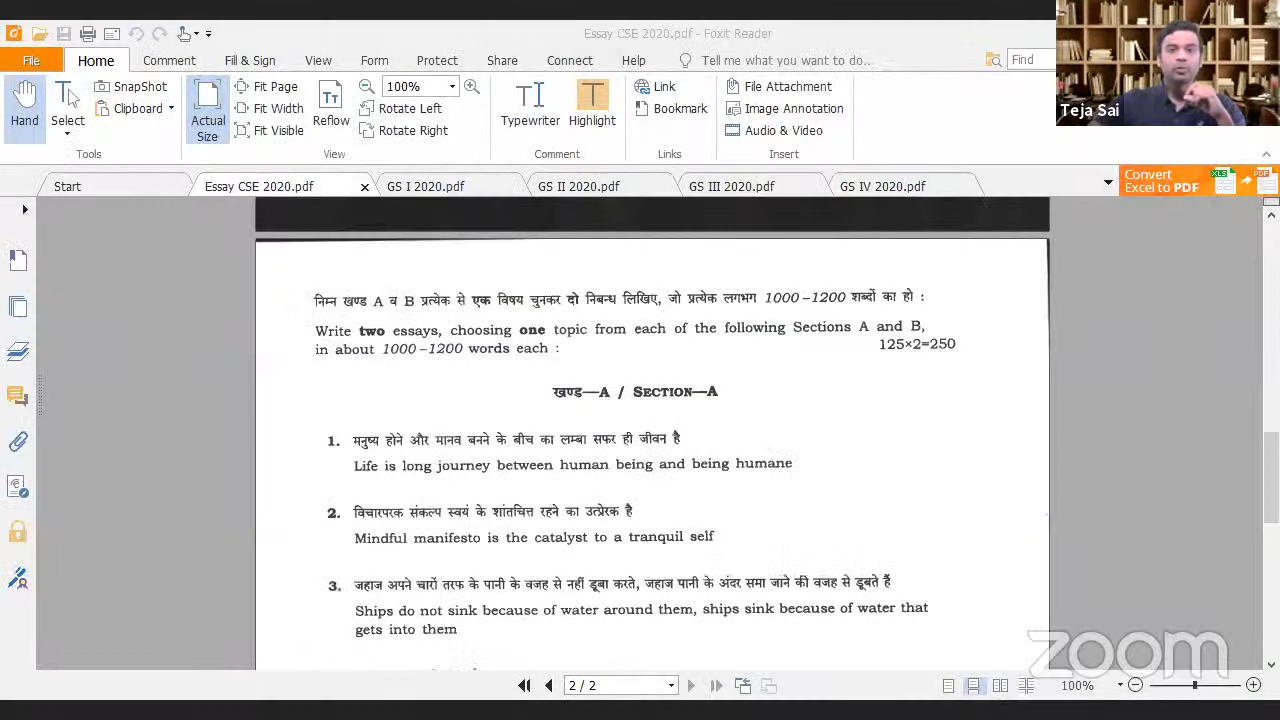 Essay CSE 2020.pdf - Foxit Reader
File Home Comment Fill & Sign View Form Protect Share Connect Help Tell me what you want to do... Find
Hand
Select
SnapShot
Clipboard
Tools
Actual
Size
Fit Page
Fit Width
Fit Visible
Reflow
100%
Rotate Left
Rotate Right
View
Typewriter
Highlight
Comment
Link
Bookmark
Links
File Attachment
Image Annotation
Audio & Video
Insert
Teja Sai
Start
Essay CSE 2020.pdf
GS I 2020.pdf
GS II 2020.pdf
GS III 2020.pdf
GS IV 2020.pdf
Convert
Excel to PDF
XLS
PDF
निम्न खण्ड A व B प्रत्येक से एक विषय चुनकर दो निबन्ध लिखिए, जो प्रत्येक लगभग 1000–1200 शब्दों का हो :
Write two essays, choosing one topic from each of the following Sections A and B,
in about 1000–1200 words each : 125×2=250
खण्ड—A / SECTION—A
1. मनुष्य होने और मानव बनने के बीच का लम्बा सफर ही जीवन है
Life is long journey between human being and being humane
2. विचारपरक संकल्प स्वयं के शांतचित्त रहने का उत्प्रेरक है
Mindful manifesto is the catalyst to a tranquil self
3. जहाज अपने चारों तरफ के पानी के वजह से नहीं डूबा करते, जहाज पानी के अंदर समा जाने की वजह से डूबते हैं
Ships do not sink because of water around them, ships sink because of water that
gets into them
zoom
2 / 2
100%